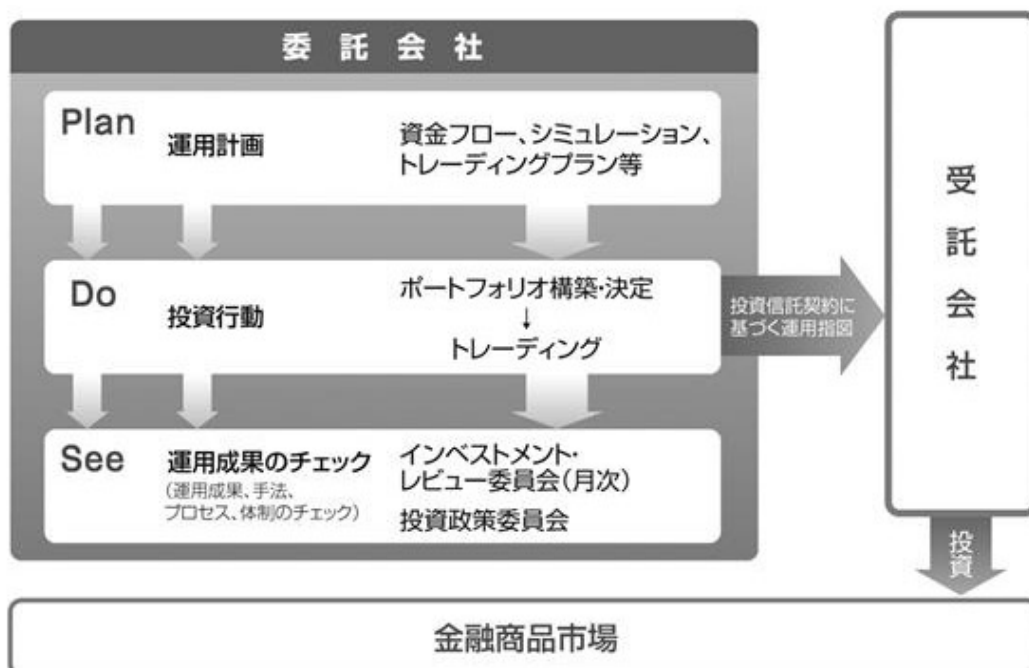 委託会社
Plan
運用計画
資金フロー、シミュレーション、
トレーディングプラン等
Do
投資行動
ポートフォリオ構築・決定
↓
トレーディング
See
運用成果のチェック
(運用成果、手法、
プロセス、体制のチェック)
インベストメント・
レビュー委員会(月次)
投資政策委員会
投資信託契約に
基づく運用指図
受託会社
投資
金融商品市場